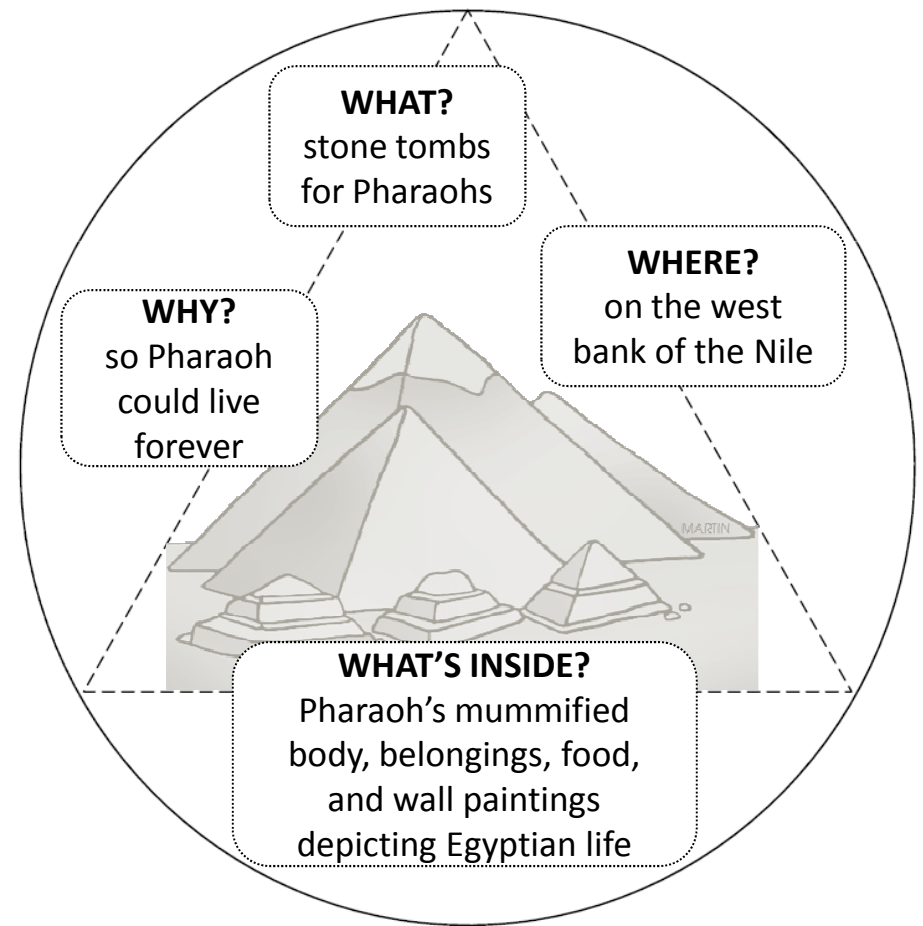 WHAT?
stone tombs
for Pharaohs
WHERE?
on the west
bank of the Nile
WHY?
so Pharaoh
could live
forever
MARTIN
WHAT'S INSIDE?
Pharaoh's mummified
body, belongings, food,
and wall paintings
depicting Egyptian life